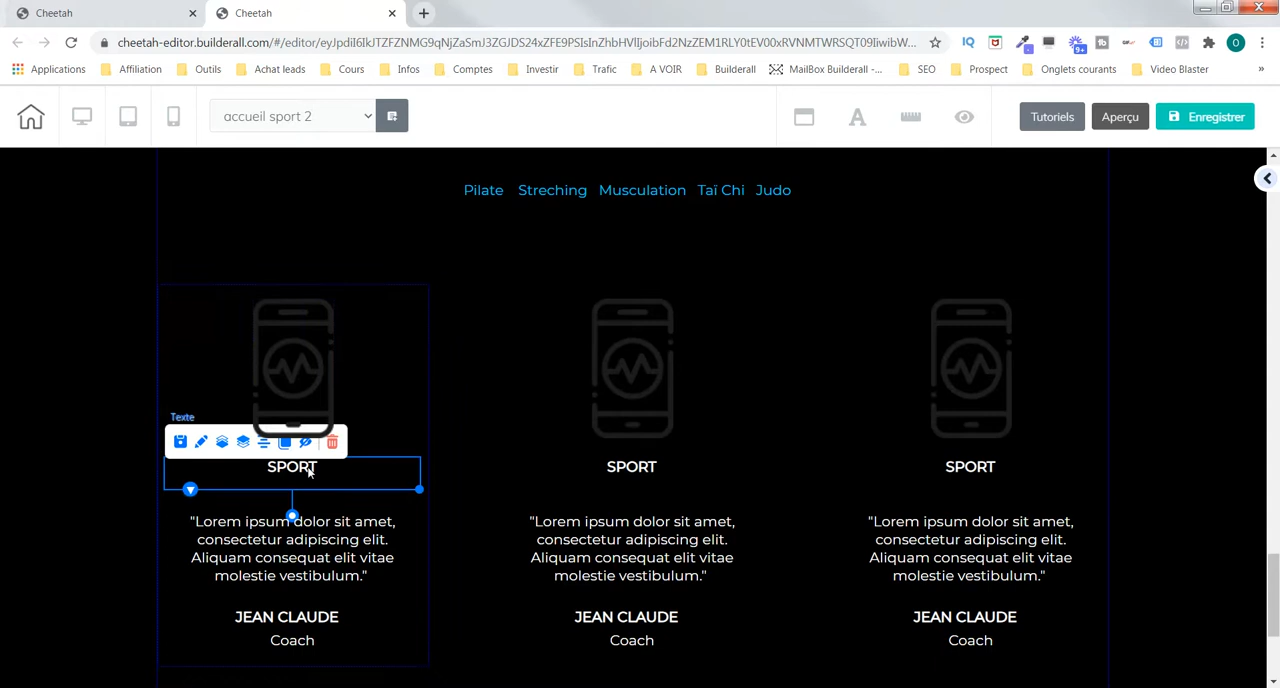 Cheetah
Cheetah
cheetah-editor.builderall.com/#/editor/
Applications Affiliation Outils Achat leads Cours Infos Comptes Investir Trafic A VOIR Builderall MailBox Builderall -... SEO Prospect Onglets courants Video Blaster »
accueil sport 2
Tutoriels
Aperçu
Enregistrer
Pilate Streching Musculation Taï Chi Judo
Texte
SPORT SPORT SPORT
"Lorem ipsum dolor sit amet,
consectetur adipiscing elit.
Aliquam consequat elit vitae
molestie vestibulum."
JEAN CLAUDE
Coach
"Lorem ipsum dolor sit amet,
consectetur adipiscing elit.
Aliquam consequat elit vitae
molestie vestibulum."
JEAN CLAUDE
Coach
"Lorem ipsum dolor sit amet,
consectetur adipiscing elit.
Aliquam consequat elit vitae
molestie vestibulum."
JEAN CLAUDE
Coach